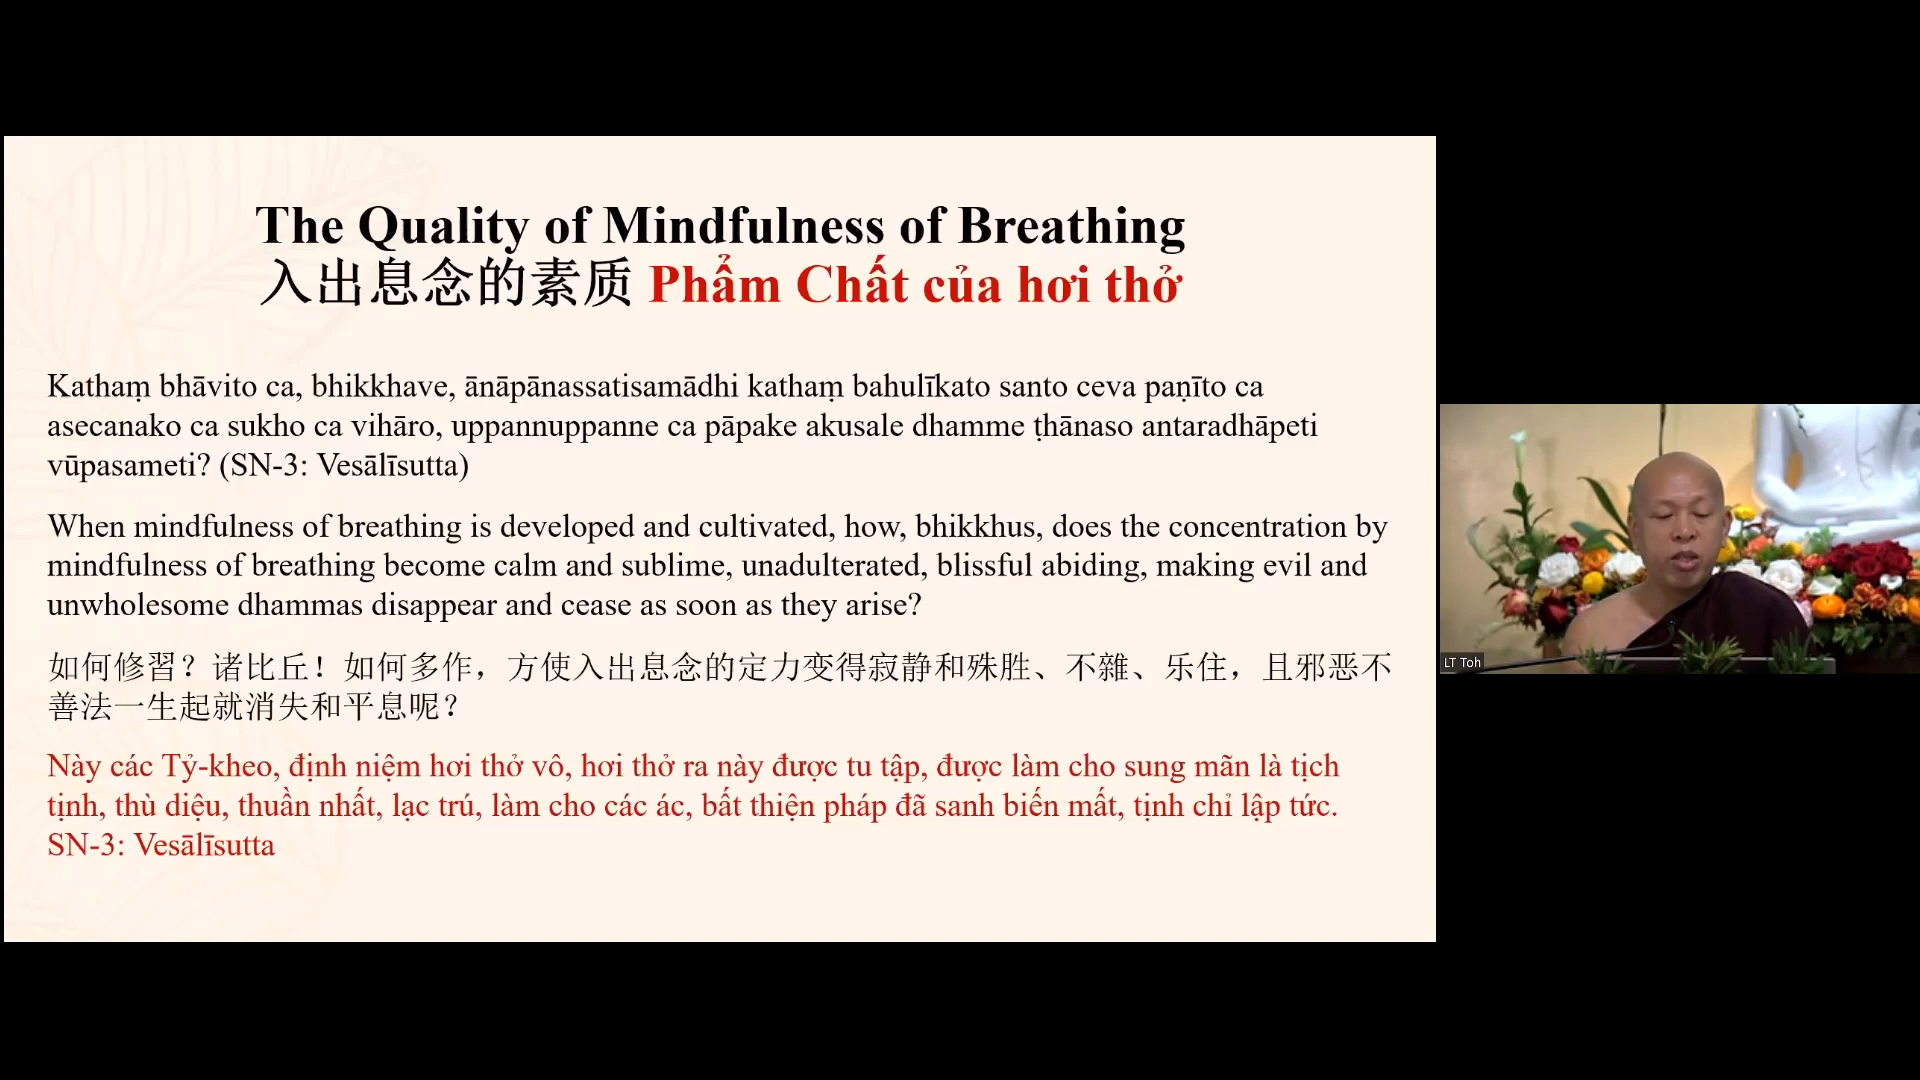 The Quality of Mindfulness of Breathing
入出息念的素质 Phẩm Chất của hơi thở
Kathaṃ bhāvito ca, bhikkhave, ānāpānassatisamādhi kathaṃ bahulīkato santo ceva paṇīto ca
asecanako ca sukho ca vihāro, uppannuppanne ca pāpake akusale dhamme ṭhānaso antaradhāpeti
vūpasameti? (SN-3: Vesālīsutta)
When mindfulness of breathing is developed and cultivated, how, bhikkhus, does the concentration by
mindfulness of breathing become calm and sublime, unadulterated, blissful abiding, making evil and
unwholesome dhammas disappear and cease as soon as they arise?
如何修習？诸比丘！如何多作，方使入出息念的定力变得寂静和殊胜、不雜、乐住，且邪恶不
善法一生起就消失和平息呢？
Này các Tỷ-kheo, định niệm hơi thở vô, hơi thở ra này được tu tập, được làm cho sung mãn là tịch
tịnh, thù diệu, thuần nhất, lạc trú, làm cho các ác, bất thiện pháp đã sanh biến mất, tịnh chỉ lập tức.
SN-3: Vesālīsutta
LT Toh